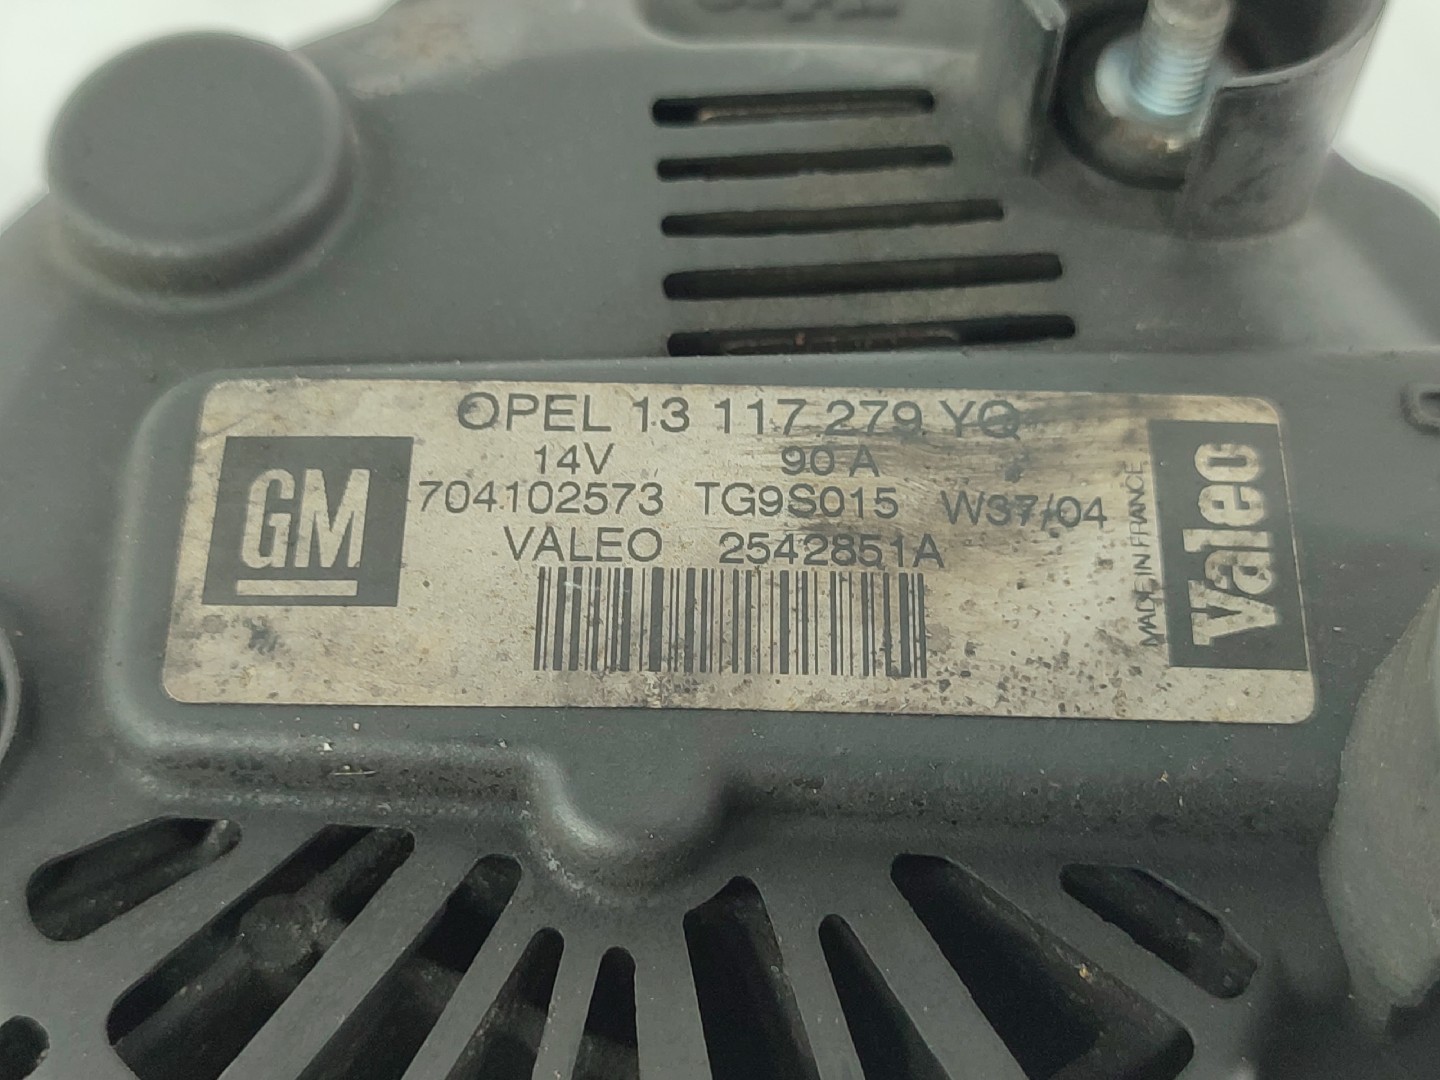 OPEL 13 117 279 YQ
14V 90 A
704102573 TG9S015 W37/04
VALEO 2542851A
GM
MADE IN FRANCE
Valeo